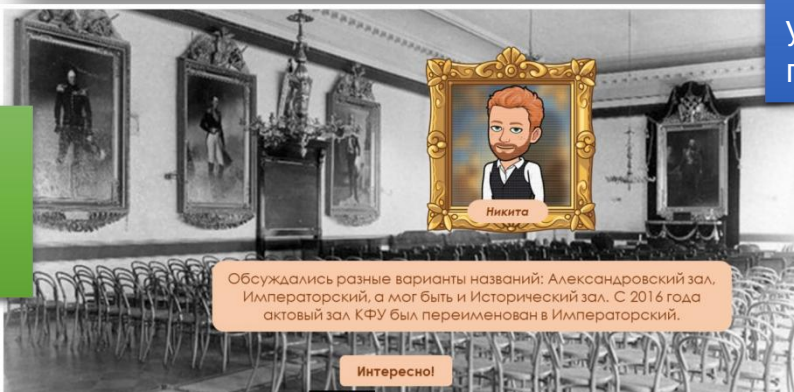 Никита
Обсуждались разные варианты названий: Александровский зал,
Императорский, а мог быть и Исторический зал. С 2016 года
актовый зал КФУ был переименован в Императорский.
Интересно!